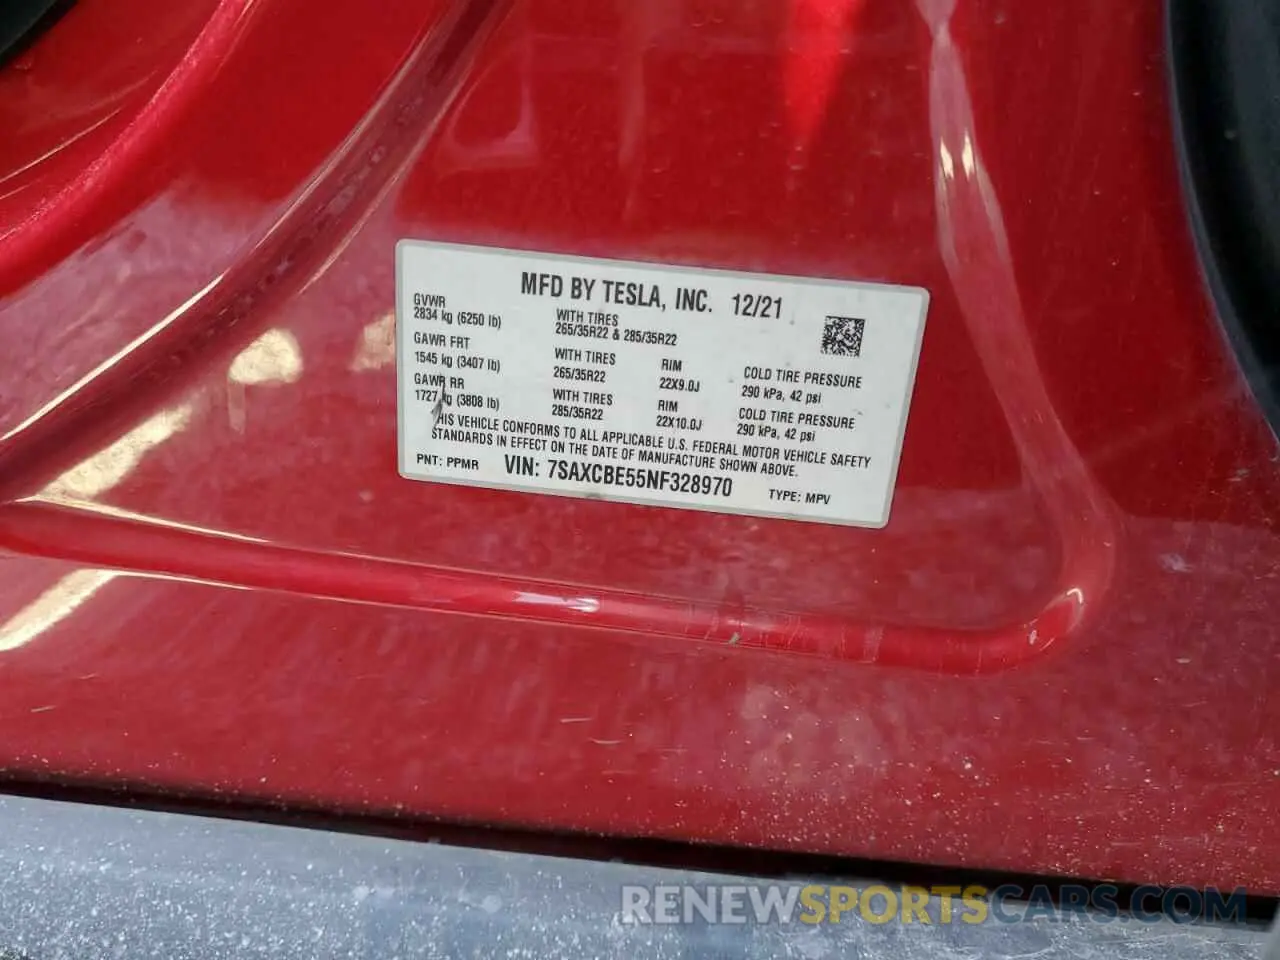 MFD BY TESLA, INC. 12/21
GVWR
2834 kg (6250 lb)
WITH TIRES
265/35R22 & 285/35R22
GAWR FRT
1545 kg (3407 lb)
WITH TIRES
265/35R22
RIM
22X9.0J
COLD TIRE PRESSURE
290 kPa, 42 psi
GAWR RR
1727 kg (3808 lb)
WITH TIRES
285/35R22
RIM
22X10.0J
COLD TIRE PRESSURE
290 kPa, 42 psi
THIS VEHICLE CONFORMS TO ALL APPLICABLE U.S. FEDERAL MOTOR VEHICLE SAFETY
STANDARDS IN EFFECT ON THE DATE OF MANUFACTURE SHOWN ABOVE.
PNT: PPMR VIN: 7SAXCBE55NF328970 TYPE: MPV
RENEWSPORTSCARS.COM